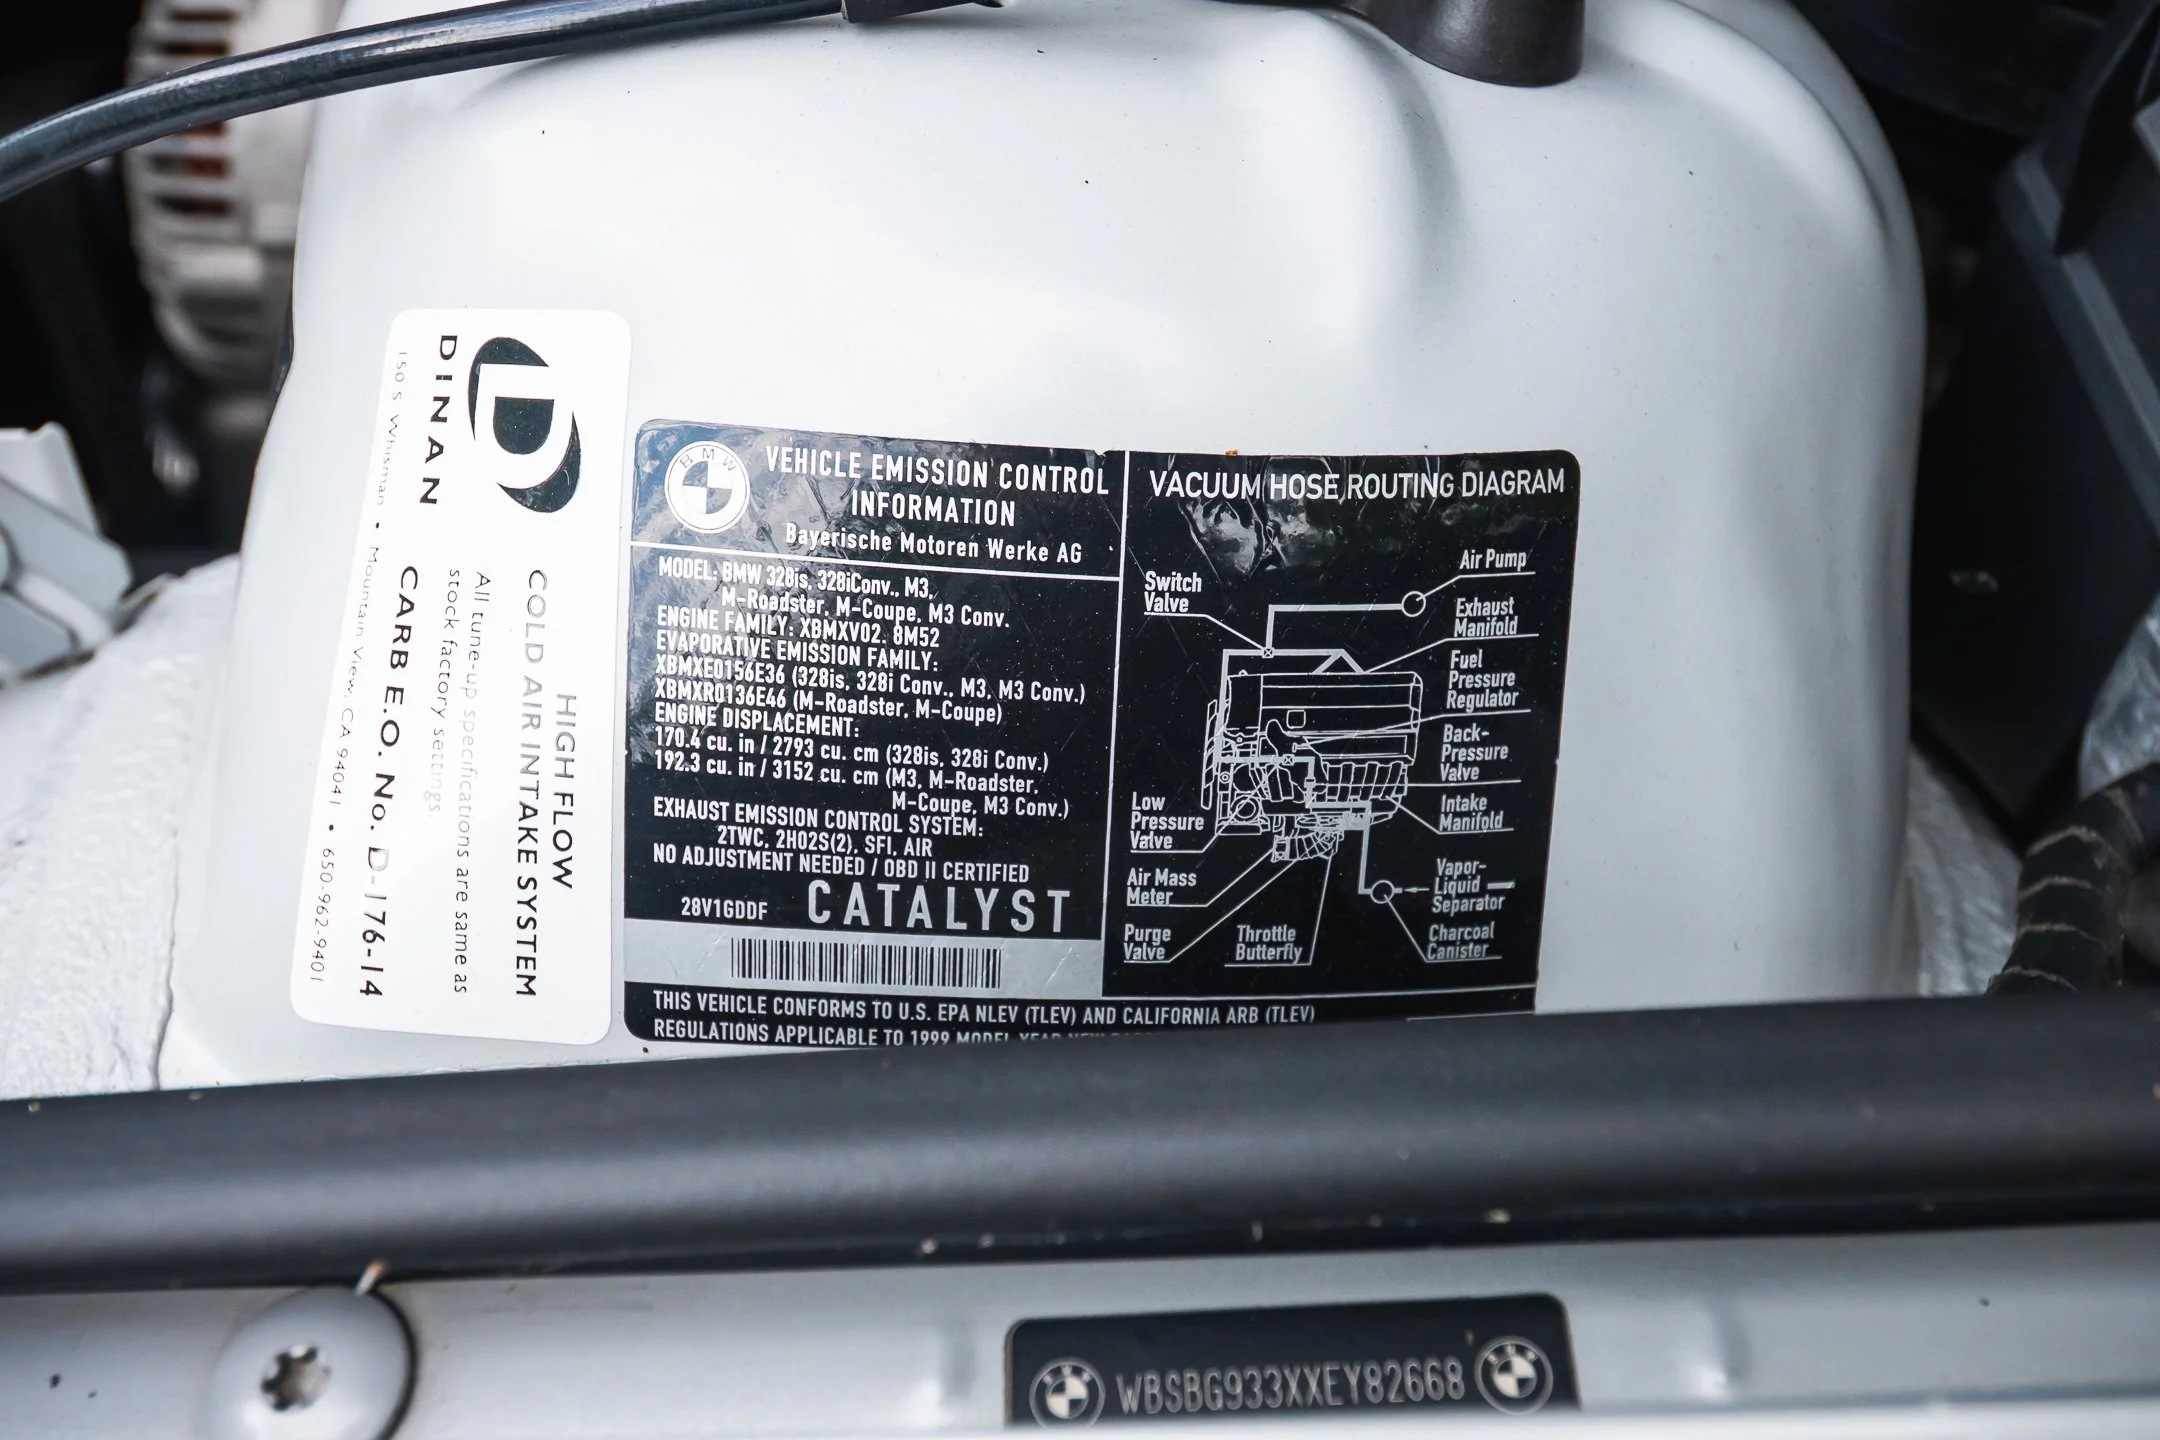 DINAN
150 S. Whisman • Mountain View, CA 94041 • 650-962-9401
HIGH FLOW
COLD AIR INTAKE SYSTEM
All tune-up specifications are same as
stock factory settings.
CARB E.O. No. D-176-14
BMW
VEHICLE EMISSION CONTROL
INFORMATION
Bayerische Motoren Werke AG
MODEL: BMW 328is, 328iConv., M3,
M-Roadster, M-Coupe, M3 Conv.
ENGINE FAMILY: XBMXV02. 8M52
EVAPORATIVE EMISSION FAMILY:
XBMXE0156E36 (328is, 328i Conv., M3, M3 Conv.)
XBMXR0136E46 (M-Roadster, M-Coupe)
ENGINE DISPLACEMENT:
170.4 cu. in / 2793 cu. cm (328is, 328i Conv.)
192.3 cu. in / 3152 cu. cm (M3, M-Roadster,
M-Coupe, M3 Conv.)
EXHAUST EMISSION CONTROL SYSTEM:
2TWC, 2HO2S(2), SFI, AIR
NO ADJUSTMENT NEEDED / OBD II CERTIFIED
28V1GDDF CATALYST
VACUUM HOSE ROUTING DIAGRAM
Air Pump
Switch
Valve
Exhaust
Manifold
Fuel
Pressure
Regulator
Back-
Pressure
Valve
Low
Pressure
Valve
Intake
Manifold
Air Mass
Meter
Vapor-
Liquid
Separator
Purge
Valve
Throttle
Butterfly
Charcoal
Canister
THIS VEHICLE CONFORMS TO U.S. EPA NLEV (TLEV) AND CALIFORNIA ARB (TLEV)
REGULATIONS APPLICABLE TO 1999 MODEL YEAR NEW
WBSBG933XXEY82668